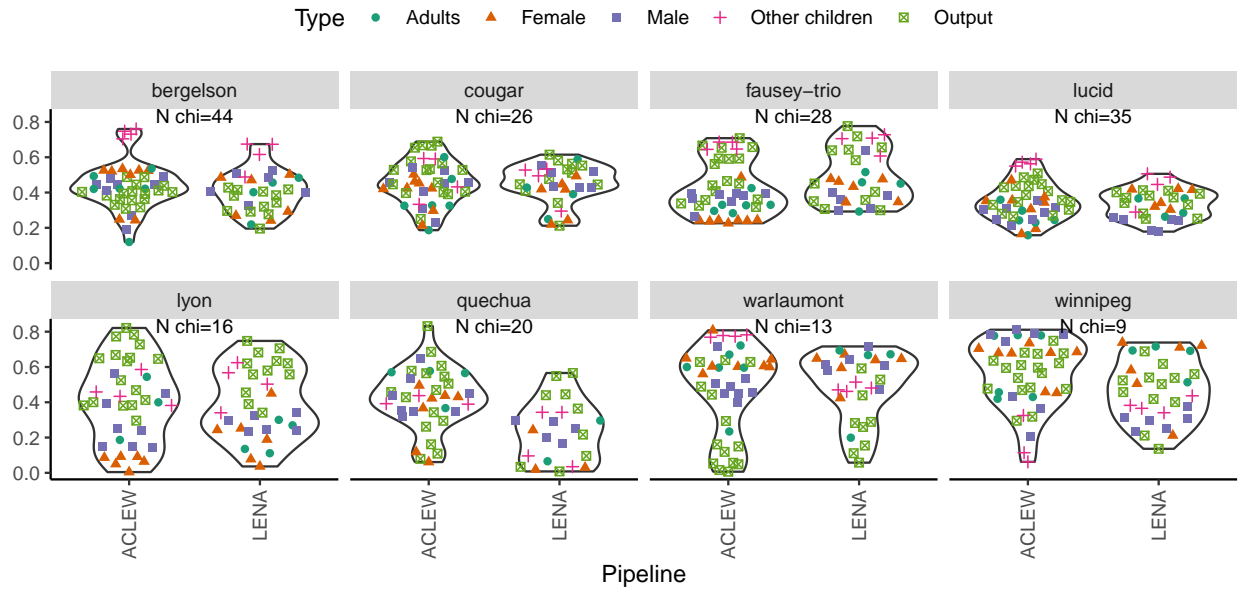 Type Adults Female Male Other children Output
bergelson cougar fausey−trio lucid
N chi=44 N chi=26 N chi=28 N chi=35
0.8
0.6
0.4
0.2
0.0
lyon quechua warlaumont winnipeg
N chi=16 N chi=20 N chi=13 N chi=9
0.8
0.6
0.4
0.2
0.0
ACLEW LENA ACLEW LENA ACLEW LENA ACLEW LENA
Pipeline